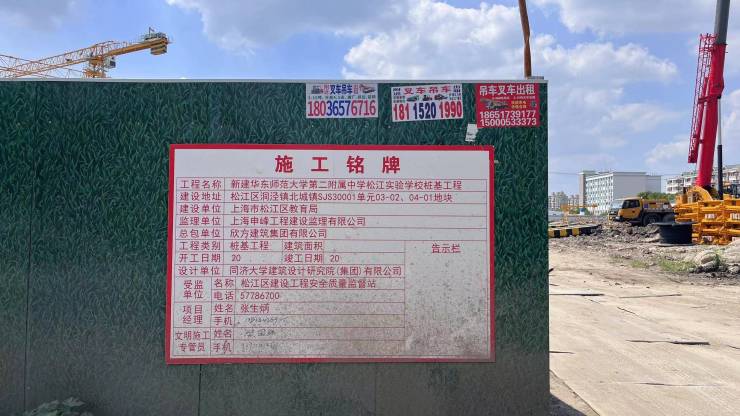 叉车吊车
18036576716
叉车吊车出租
18115201990
吊车叉车出租
18651739177
15000533373
施工铭牌
工程名称 新建华东师范大学第二附属中学松江实验学校桩基工程
建设地址 松江区洞泾镇北城镇SJS30001单元03-02、04-01地块
建设单位 上海市松江区教育局
监理单位 上海申峰工程建设监理有限公司
总包单位 欣方建筑集团有限公司
工程类别 桩基工程 建筑面积 告示栏
开工日期 20 竣工日期 20
设计单位 同济大学建筑设计研究院(集团)有限公司
受监单位 名称 松江区建设工程安全质量监督站
电话 57786700
项目经理 姓名 张生炳
手机
文明施工专管员 姓名
手机